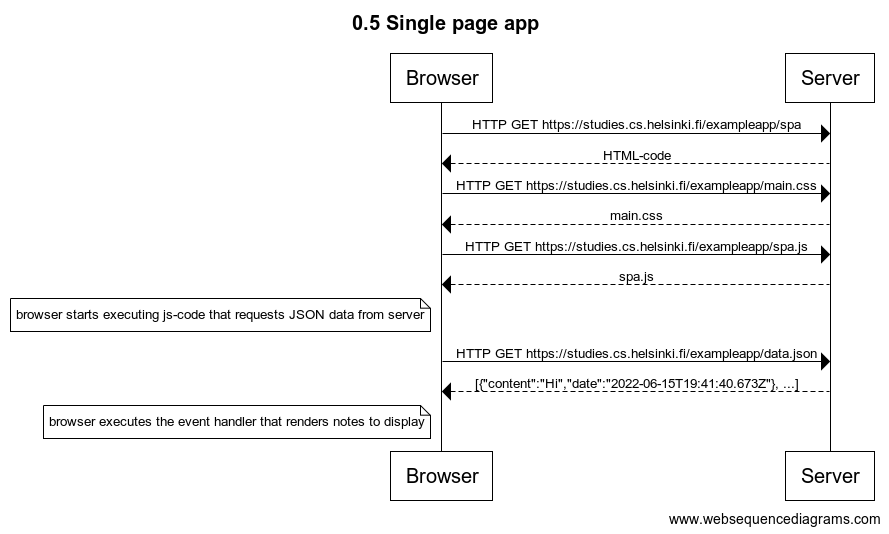 0.5 Single page app
Browser
Server
HTTP GET https://studies.cs.helsinki.fi/exampleapp/spa
HTML-code
HTTP GET https://studies.cs.helsinki.fi/exampleapp/main.css
main.css
HTTP GET https://studies.cs.helsinki.fi/exampleapp/spa.js
spa.js
browser starts executing js-code that requests JSON data from server
HTTP GET https://studies.cs.helsinki.fi/exampleapp/data.json
[{"content":"Hi","date":"2022-06-15T19:41:40.673Z"}, ...]
browser executes the event handler that renders notes to display
Browser
Server
www.websequencediagrams.com